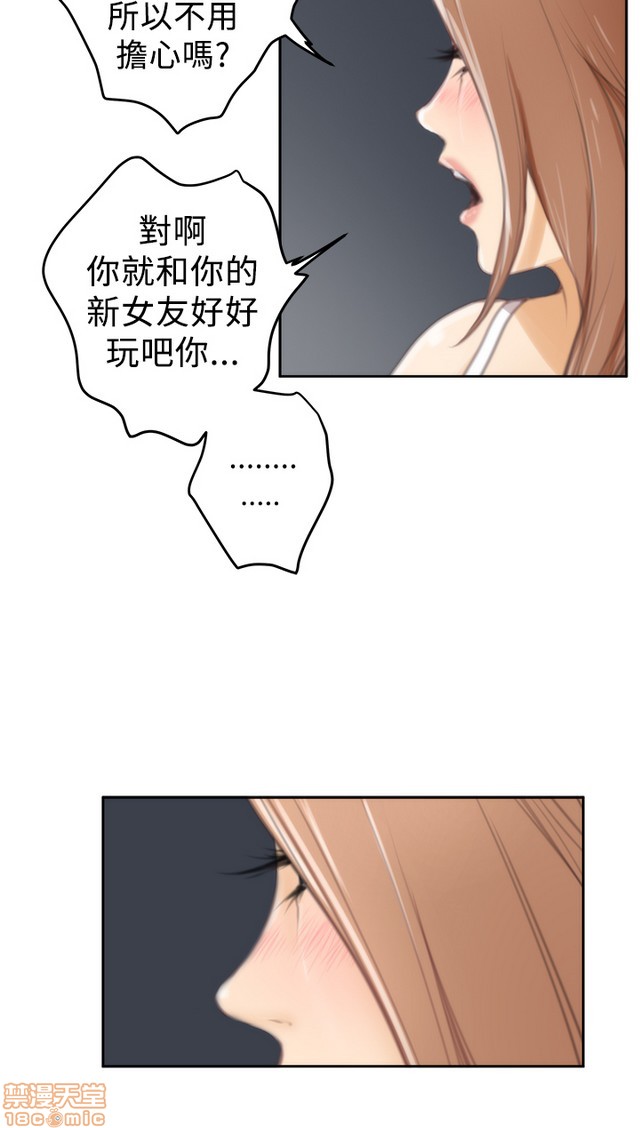 所以不用
擔心嗎?
對啊
你就和你的
新女友好好
玩吧你...
........
.....
禁漫天堂
18comic